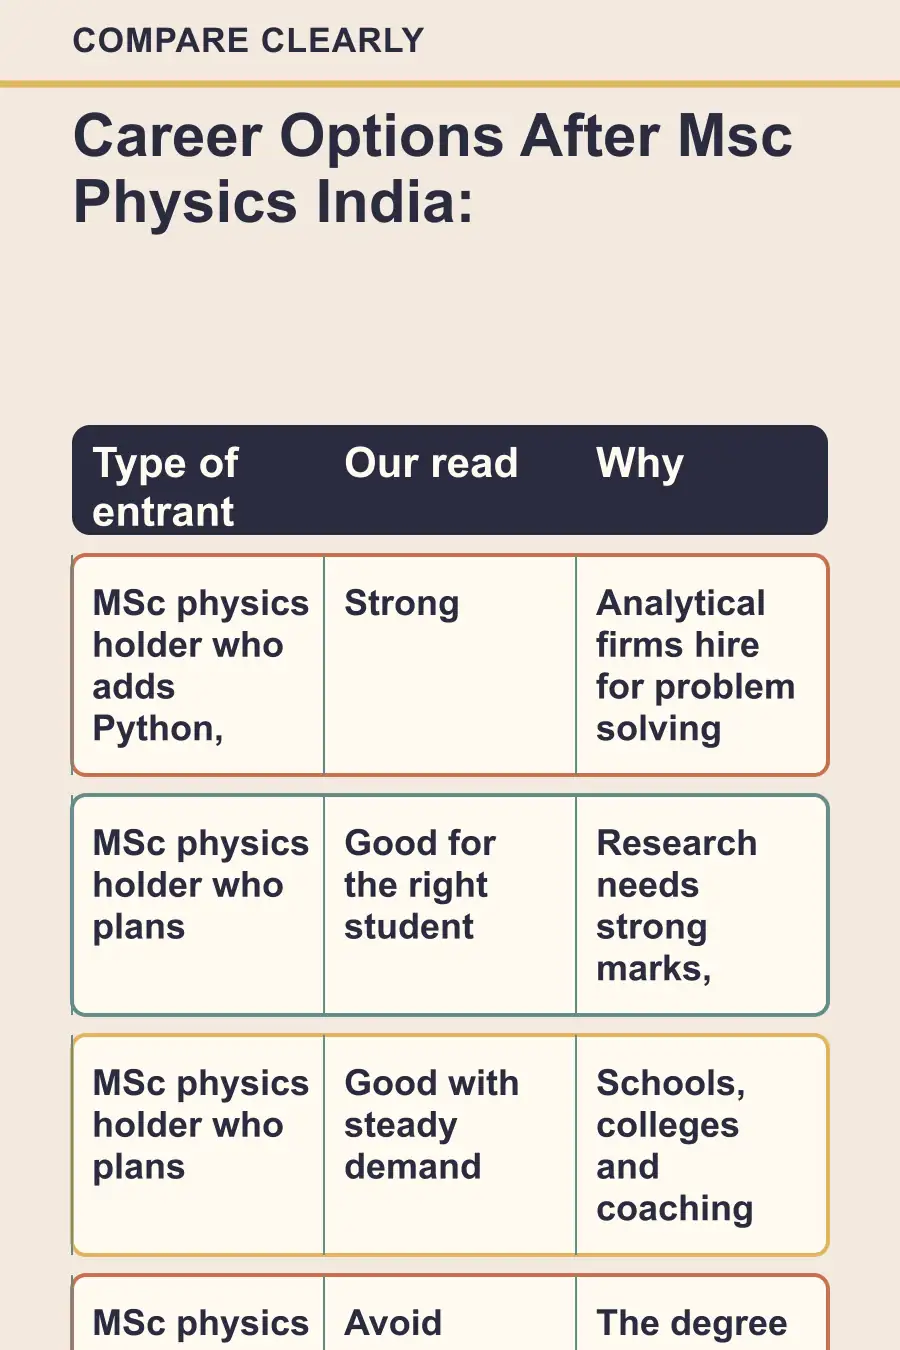 COMPARE CLEARLY
Career Options After Msc
Physics India:
Type of
entrant
Our read
Why
MSc physics
holder who
adds
Python,
Strong
Analytical
firms hire
for problem
solving
MSc physics
holder who
plans
Good for
the right
student
Research
needs
strong
marks,
MSc physics
holder who
plans
Good with
steady
demand
Schools,
colleges
and
coaching
MSc physics
Avoid
The degree